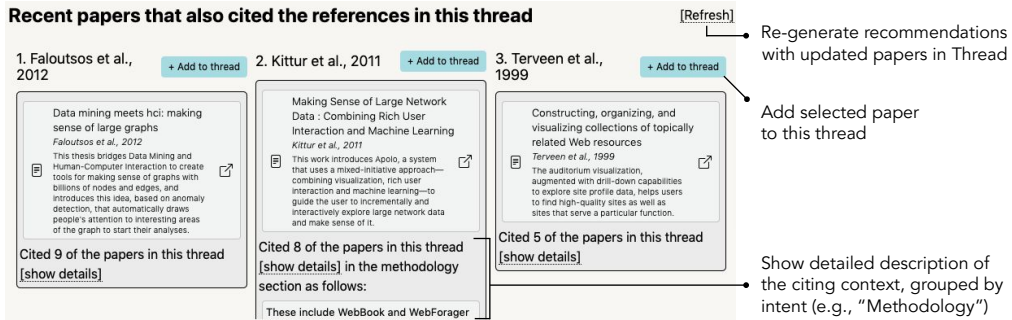 Recent papers that also cited the references in this thread
[Refresh]
1. Faloutsos et al.,
2012
+ Add to thread
Data mining meets hci: making
sense of large graphs
Faloutsos et al., 2012
This thesis bridges Data Mining and
Human-Computer Interaction to create
tools for making sense of graphs with
billions of nodes and edges, and
introduces this idea, based on anomaly
detection, that automatically draws
people's attention to interesting areas
of the graph to start their analyses.
Cited 9 of the papers in this thread
[show details]
2. Kittur et al., 2011
+ Add to thread
Making Sense of Large Network
Data : Combining Rich User
Interaction and Machine Learning
Kittur et al., 2011
This work introduces Apolo, a system
that uses a mixed-initiative approach—
combining visualization, rich user
interaction and machine learning—to
guide the user to incrementally and
interactively explore large network data
and make sense of it.
Cited 8 of the papers in this thread
[show details] in the methodology
section as follows:
These include WebBook and WebForager
3. Terveen et al.,
1999
+ Add to thread
Constructing, organizing, and
visualizing collections of topically
related Web resources
Terveen et al., 1999
The auditorium visualization,
augmented with drill-down capabilities
to explore site profile data, helps users
to find high-quality sites as well as
sites that serve a particular function.
Cited 5 of the papers in this thread
[show details]
Re-generate recommendations
with updated papers in Thread
Add selected paper
to this thread
Show detailed description of
the citing context, grouped by
intent (e.g., “Methodology”)